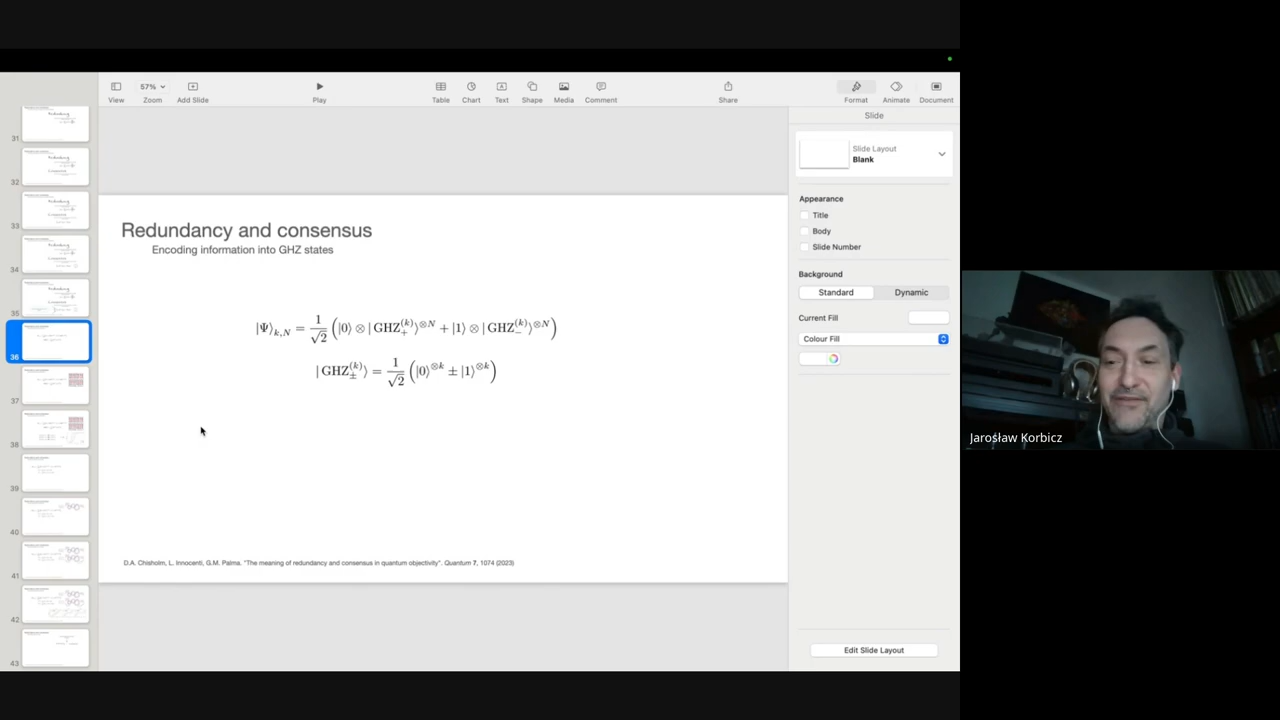 View
57%
Zoom
Add Slide
Play
Table
Chart
Text
Shape
Media
Comment
Share
Format
Animate
Document
31
32
33
34
35
36
37
38
39
40
41
42
43
Redundancy and consensus
Encoding information into GHZ states
|Ψ⟩k,N = 1/√2 (|0⟩ ⊗ | GHZ+(k)⟩⊗N + |1⟩ ⊗ | GHZ−(k)⟩⊗N)
| GHZ±(k)⟩ = 1/√2 (|0⟩⊗k ± |1⟩⊗k)
D.A. Chisholm, L. Innocenti, G.M. Palma, "The meaning of redundancy and consensus in quantum objectivity". Quantum 7, 1074 (2023)
Slide
Slide Layout
Blank
Appearance
Title
Body
Slide Number
Background
Standard
Dynamic
Current Fill
Colour Fill
Edit Slide Layout
Jarosław Korbicz